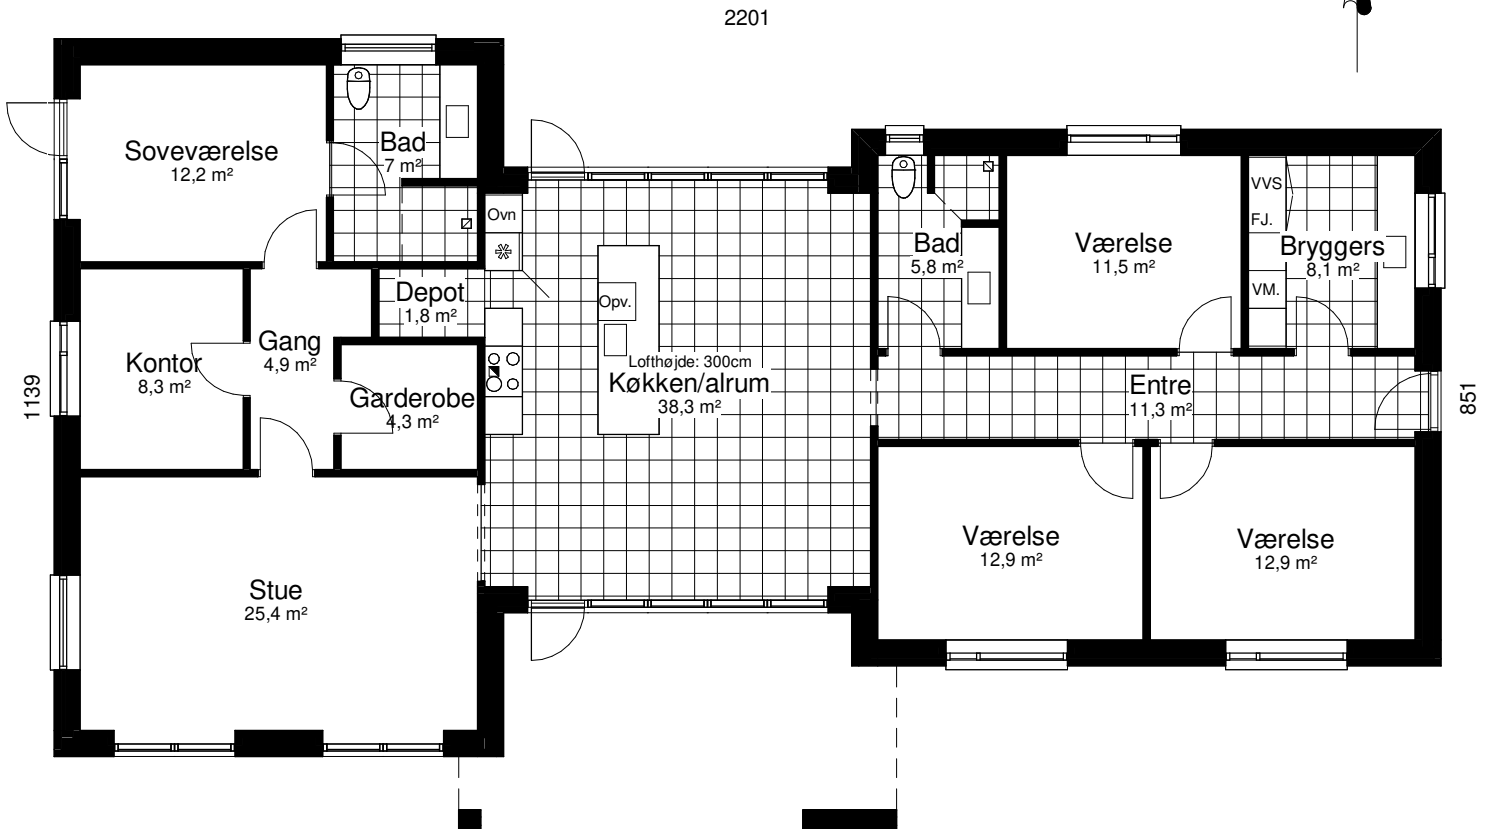 2201
Soveværelse
12,2 m²
Bad
7 m²
Ovn
Depot
1,8 m²
Opv.
Gang
4,9 m²
Kontor
8,3 m²
Garderobe
4,3 m²
1139
Lofthøjde: 300cm
Køkken/alrum
38,3 m²
Stue
25,4 m²
Bad
5,8 m²
Værelse
11,5 m²
VVS
FJ.
Bryggers
8,1 m²
VM.
Entre
11,3 m²
851
Værelse
12,9 m²
Værelse
12,9 m²